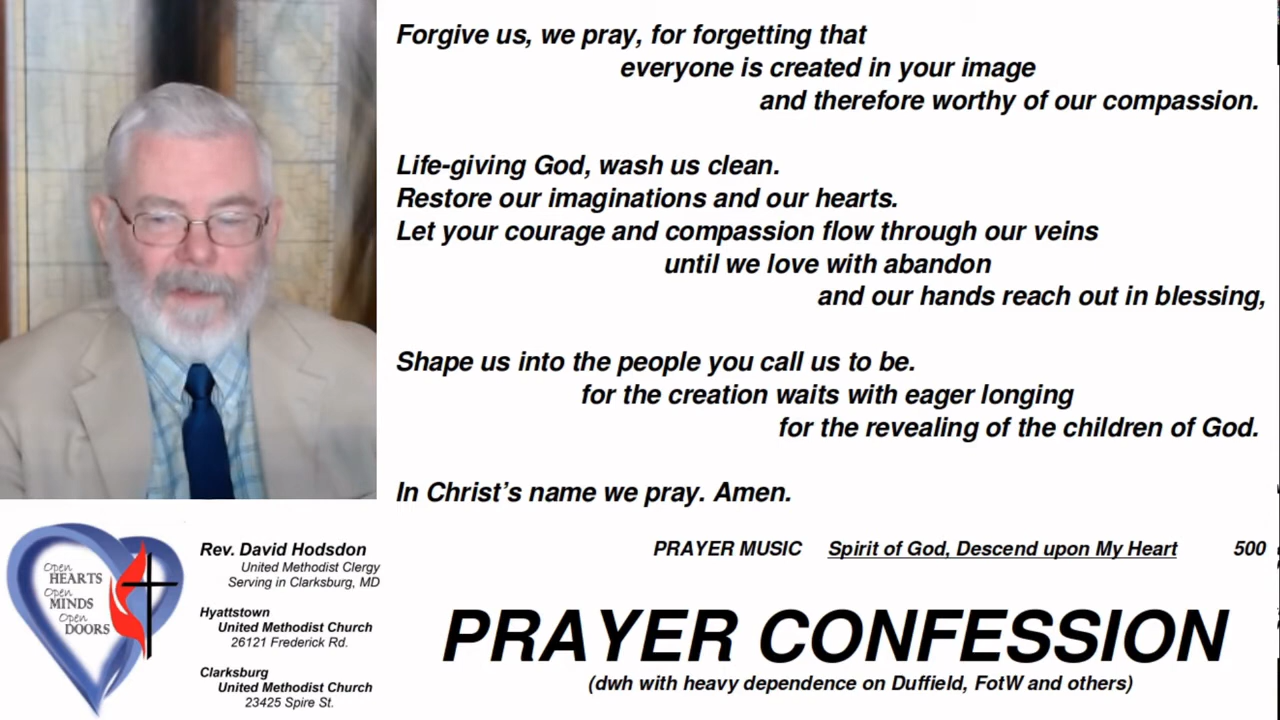 Forgive us, we pray, for forgetting that
everyone is created in your image
and therefore worthy of our compassion.
Life-giving God, wash us clean.
Restore our imaginations and our hearts.
Let your courage and compassion flow through our veins
until we love with abandon
and our hands reach out in blessing,
Shape us into the people you call us to be.
for the creation waits with eager longing
for the revealing of the children of God.
In Christ's name we pray. Amen.
PRAYER MUSIC Spirit of God, Descend upon My Heart 500
PRAYER CONFESSION
(dwh with heavy dependence on Duffield, FotW and others)
Open
HEARTS
Open
MINDS
Open
DOORS
Rev. David Hodsdon
United Methodist Clergy
Serving in Clarksburg, MD
Hyattstown
United Methodist Church
26121 Frederick Rd.
Clarksburg
United Methodist Church
23425 Spire St.